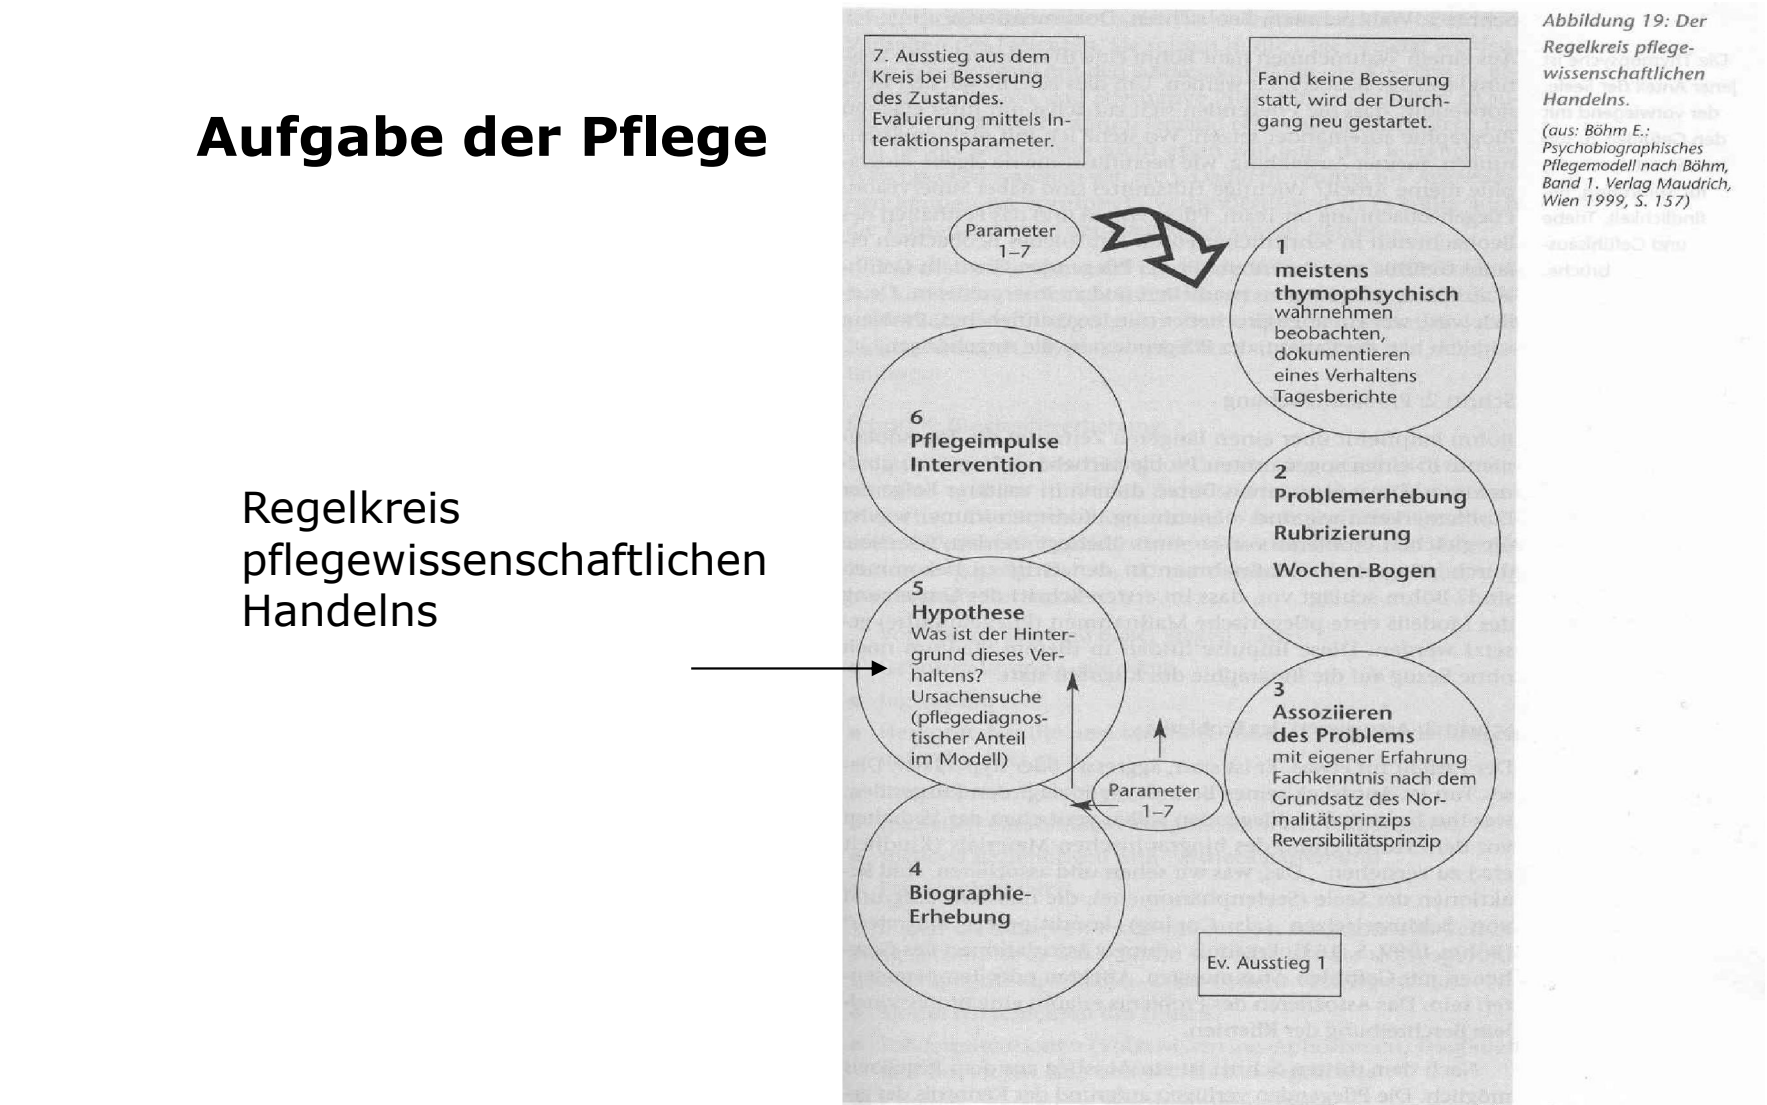 Aufgabe der Pflege
Regelkreis
pflegewissenschaftlichen
Handelns
7. Ausstieg aus dem
Kreis bei Besserung
des Zustandes.
Evaluierung mittels In-
teraktionsparameter.
Fand keine Besserung
statt, wird der Durch-
gang neu gestartet.
Abbildung 19: Der
Regelkreis pflege-
wissenschaftlichen
Handelns.
(aus: Böhm E.:
Psychobiographisches
Pflegemodell nach Böhm,
Band 1. Verlag Maudrich,
Wien 1999, S. 157)
Parameter
1–7
1
meistens
thymophsychisch
wahrnehmen
beobachten,
dokumentieren
eines Verhaltens
Tagesberichte
2
Problemerhebung
Rubrizierung
Wochen-Bogen
3
Assoziieren
des Problems
mit eigener Erfahrung
Fachkenntnis nach dem
Grundsatz des Nor-
malitätsprinzips
Reversibilitätsprinzip
Ev. Ausstieg 1
Parameter
1–7
4
Biographie-
Erhebung
5
Hypothese
Was ist der Hinter-
grund dieses Ver-
haltens?
Ursachensuche
(pflegediagnos-
tischer Anteil
im Modell)
6
Pflegeimpulse
Intervention